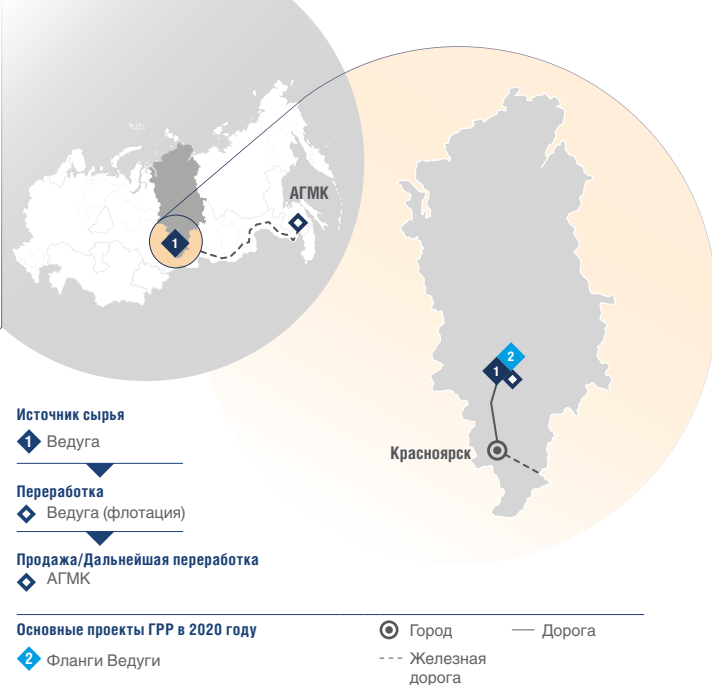 АГМК
1
2
1
Красноярск
Источник сырья
1 Ведуга
Переработка
Ведуга (флотация)
Продажа/Дальнейшая переработка
АГМК
Основные проекты ГРР в 2020 году
2 Фланги Ведуги
Город
Дорога
Железная
дорога